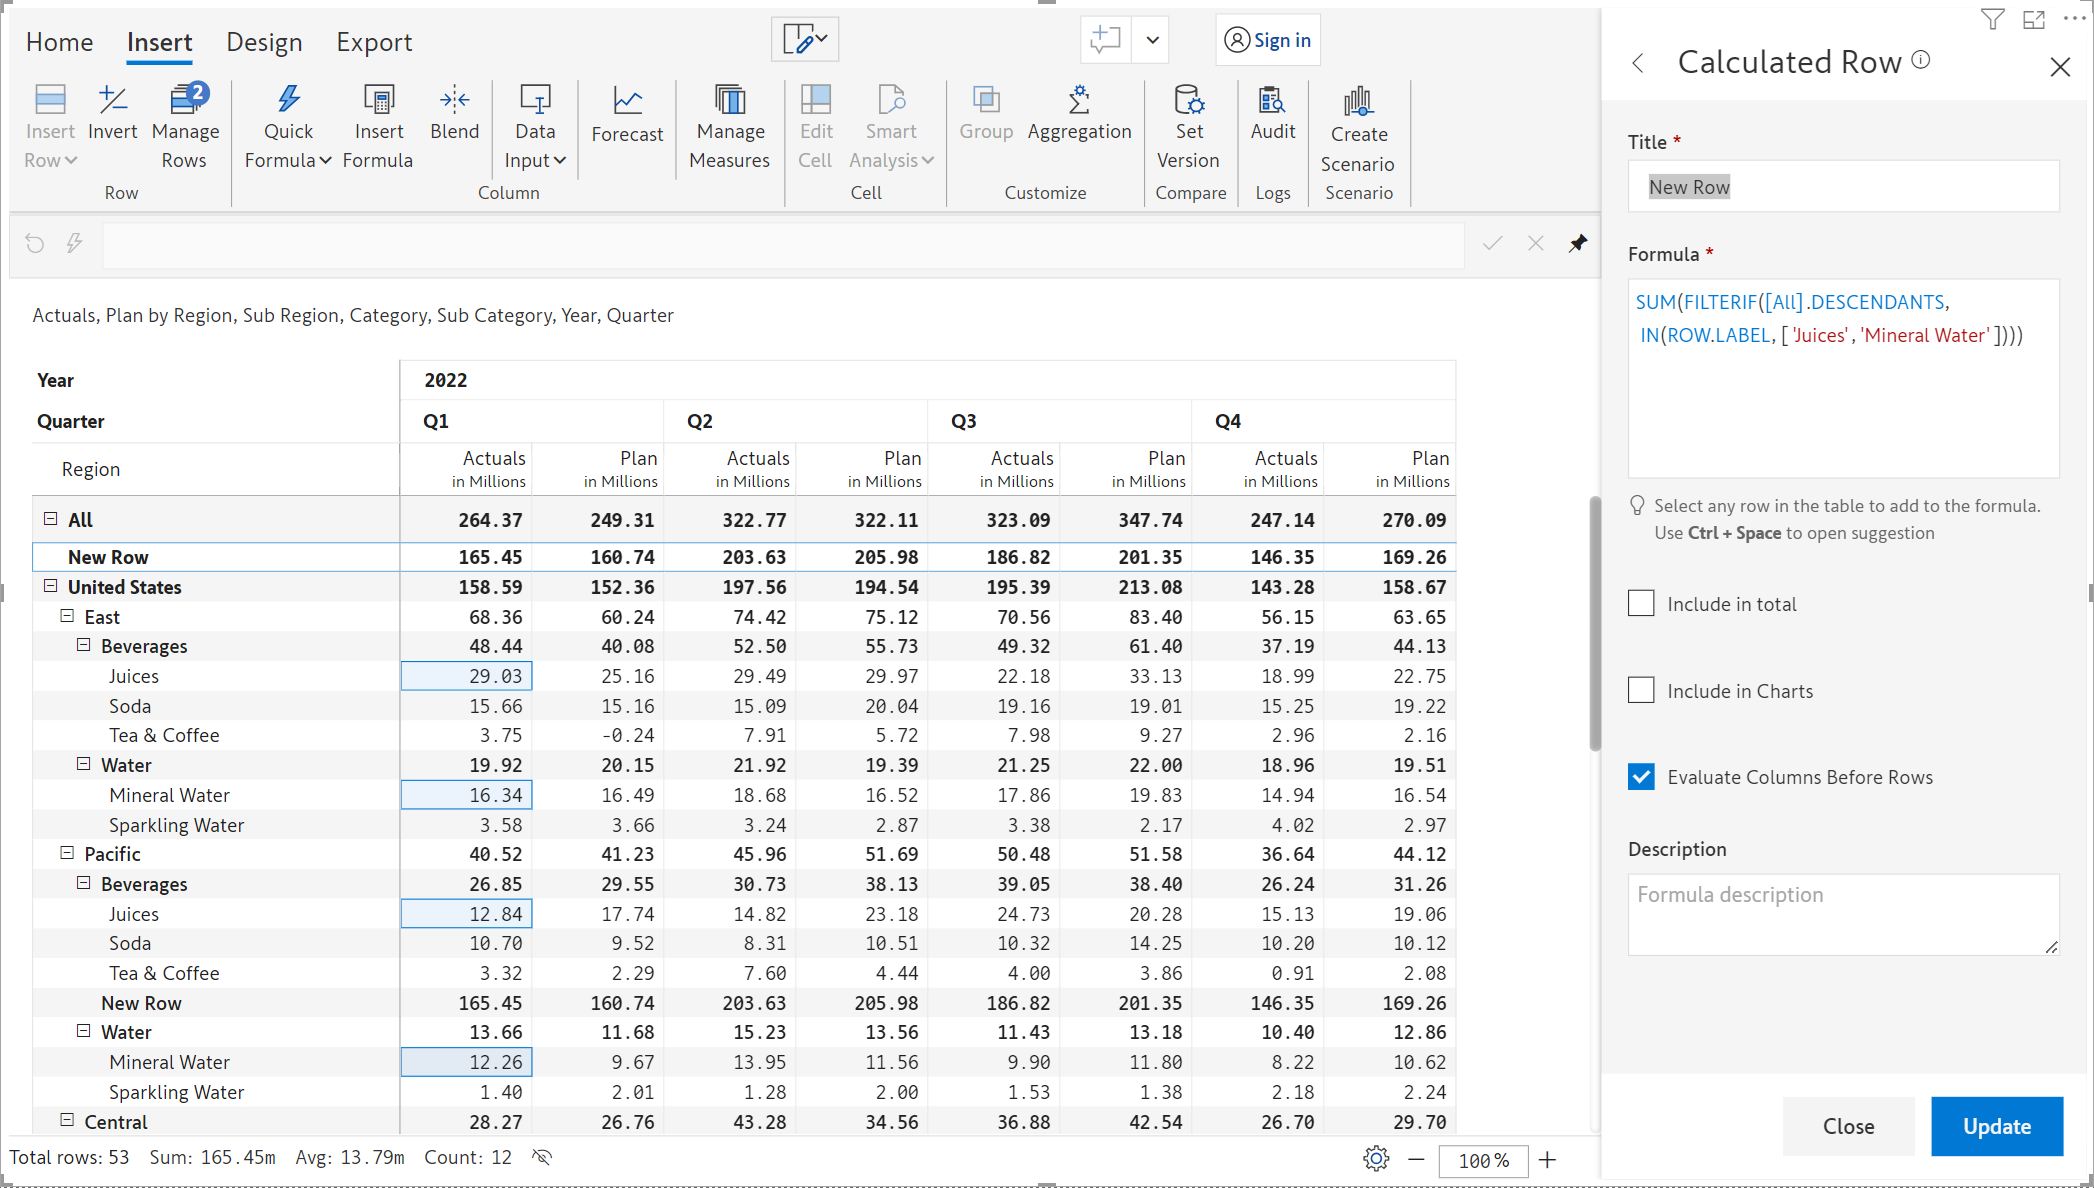 Home Insert Design Export Sign in
Insert Row Invert Manage Rows 2 Quick Formula Insert Formula Blend Data Input Forecast Manage Measures Edit Cell Smart Analysis Group Aggregation Set Version Audit Create Scenario
Row Column Cell Customize Compare Logs Scenario
Actuals, Plan by Region, Sub Region, Category, Sub Category, Year, Quarter
Year 2022
Quarter Q1 Q2 Q3 Q4
Region Actuals in Millions Plan in Millions Actuals in Millions Plan in Millions Actuals in Millions Plan in Millions Actuals in Millions Plan in Millions
All 264.37 249.31 322.77 322.11 323.09 347.74 247.14 270.09
New Row 165.45 160.74 203.63 205.98 186.82 201.35 146.35 169.26
United States 158.59 152.36 197.56 194.54 195.39 213.08 143.28 158.67
East 68.36 60.24 74.42 75.12 70.56 83.40 56.15 63.65
Beverages 48.44 40.08 52.50 55.73 49.32 61.40 37.19 44.13
Juices 29.03 25.16 29.49 29.97 22.18 33.13 18.99 22.75
Soda 15.66 15.16 15.09 20.04 19.16 19.01 15.25 19.22
Tea & Coffee 3.75 -0.24 7.91 5.72 7.98 9.27 2.96 2.16
Water 19.92 20.15 21.92 19.39 21.25 22.00 18.96 19.51
Mineral Water 16.34 16.49 18.68 16.52 17.86 19.83 14.94 16.54
Sparkling Water 3.58 3.66 3.24 2.87 3.38 2.17 4.02 2.97
Pacific 40.52 41.23 45.96 51.69 50.48 51.58 36.64 44.12
Beverages 26.85 29.55 30.73 38.13 39.05 38.40 26.24 31.26
Juices 12.84 17.74 14.82 23.18 24.73 20.28 15.13 19.06
Soda 10.70 9.52 8.31 10.51 10.32 14.25 10.20 10.12
Tea & Coffee 3.32 2.29 7.60 4.44 4.00 3.86 0.91 2.08
New Row 165.45 160.74 203.63 205.98 186.82 201.35 146.35 169.26
Water 13.66 11.68 15.23 13.56 11.43 13.18 10.40 12.86
Mineral Water 12.26 9.67 13.95 11.56 9.90 11.80 8.22 10.62
Sparkling Water 1.40 2.01 1.28 2.00 1.53 1.38 2.18 2.24
Central 28.27 26.76 43.28 34.56 36.88 42.54 26.70 29.70
Total rows: 53 Sum: 165.45m Avg: 13.79m Count: 12 100%
Calculated Row
Title *
New Row
Formula *
SUM(FILTERIF([All].DESCENDANTS,
IN(ROW.LABEL, [ 'Juices' , 'Mineral Water' ])))
Select any row in the table to add to the formula.
Use Ctrl + Space to open suggestion
Include in total
Include in Charts
Evaluate Columns Before Rows
Description
Formula description
Close Update